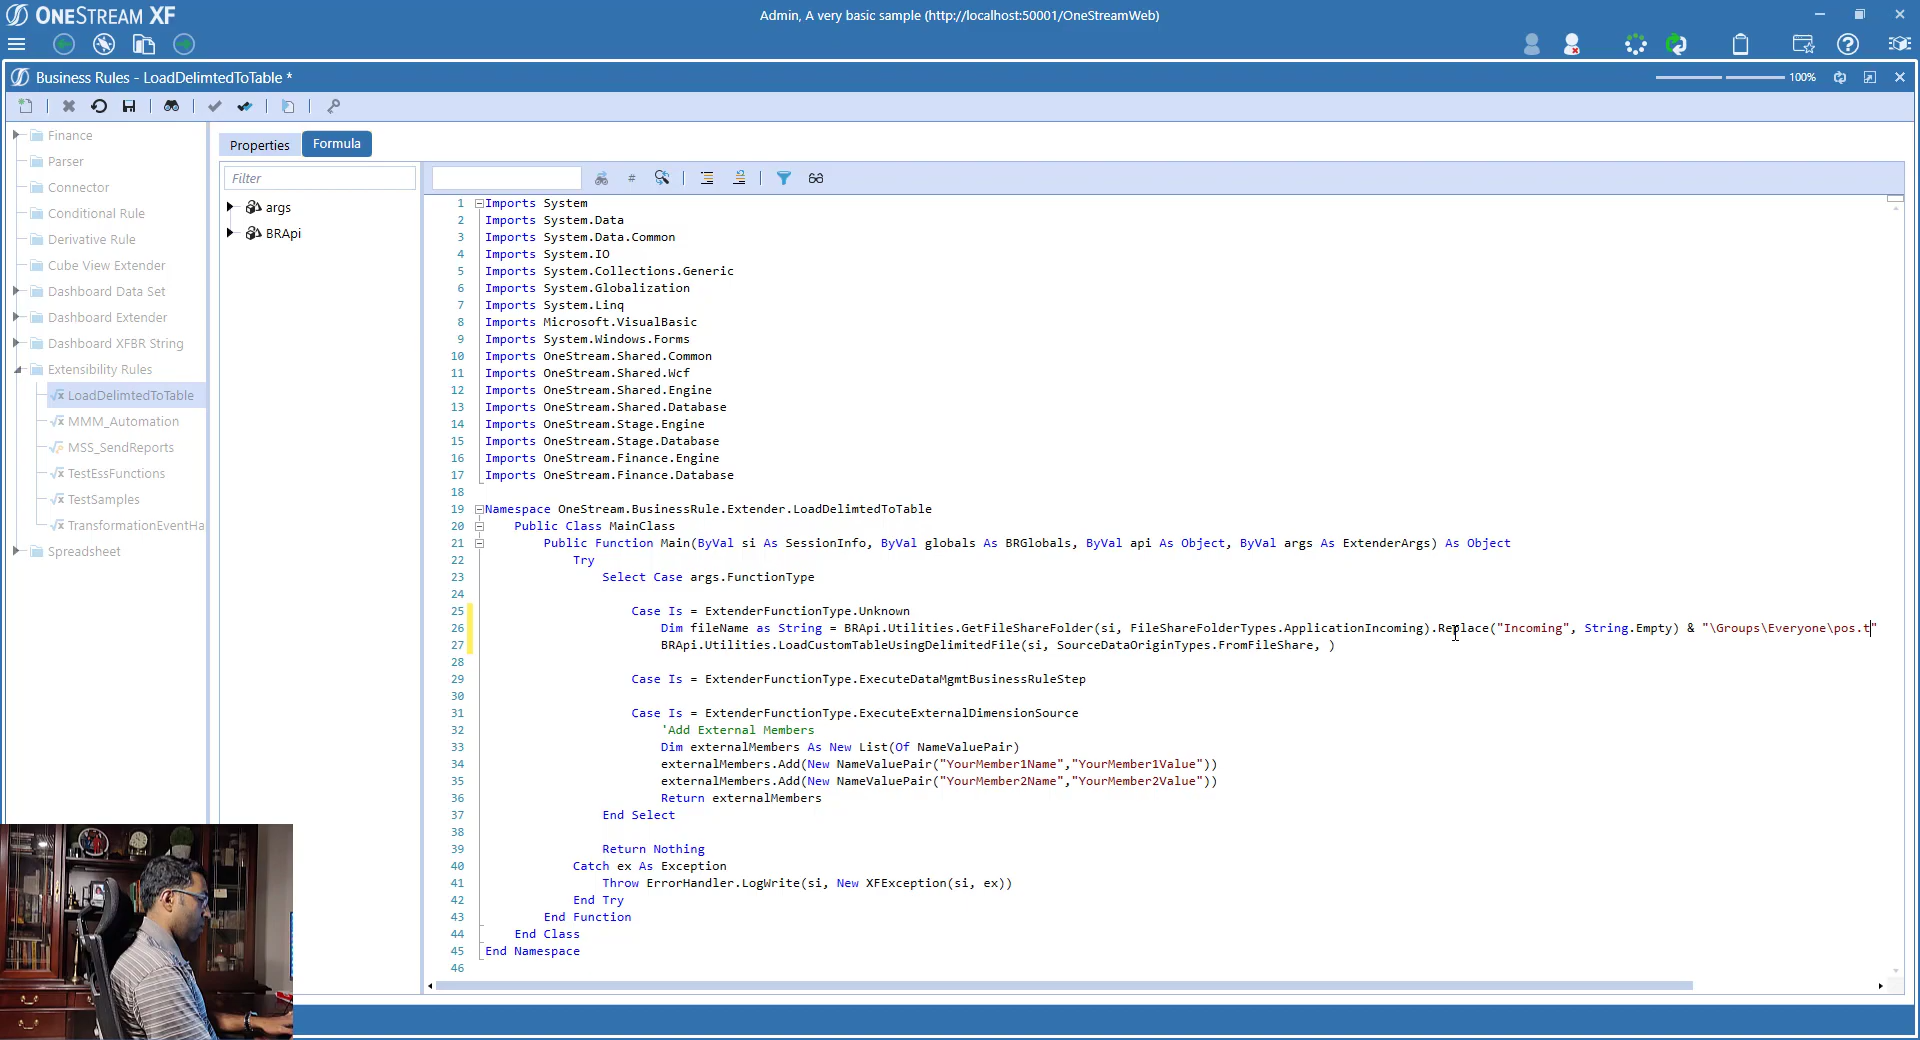 ONESTREAM XF
Admin, A very basic sample (http://localhost:50001/OneStreamWeb)
Business Rules - LoadDelimtedToTable *
100%
Finance
Parser
Connector
Conditional Rule
Derivative Rule
Cube View Extender
Dashboard Data Set
Dashboard Extender
Dashboard XFBR String
Extensibility Rules
LoadDelimtedToTable
MMM_Automation
MSS_SendReports
TestEssFunctions
TestSamples
TransformationEventHa
Spreadsheet
Properties
Formula
Filter
args
BRApi
#
1 Imports System
2 Imports System.Data
3 Imports System.Data.Common
4 Imports System.IO
5 Imports System.Collections.Generic
6 Imports System.Globalization
7 Imports System.Linq
8 Imports Microsoft.VisualBasic
9 Imports System.Windows.Forms
10 Imports OneStream.Shared.Common
11 Imports OneStream.Shared.Wcf
12 Imports OneStream.Shared.Engine
13 Imports OneStream.Shared.Database
14 Imports OneStream.Stage.Engine
15 Imports OneStream.Stage.Database
16 Imports OneStream.Finance.Engine
17 Imports OneStream.Finance.Database
18
19 Namespace OneStream.BusinessRule.Extender.LoadDelimtedToTable
20 Public Class MainClass
21 Public Function Main(ByVal si As SessionInfo, ByVal globals As BRGlobals, ByVal api As Object, ByVal args As ExtenderArgs) As Object
22 Try
23 Select Case args.FunctionType
24
25 Case Is = ExtenderFunctionType.Unknown
26 Dim fileName as String = BRApi.Utilities.GetFileShareFolder(si, FileShareFolderTypes.ApplicationIncoming).Replace("Incoming", String.Empty) & "\Groups\Everyone\pos.t"
27 BRApi.Utilities.LoadCustomTableUsingDelimitedFile(si, SourceDataOriginTypes.FromFileShare, )
28
29 Case Is = ExtenderFunctionType.ExecuteDataMgmtBusinessRuleStep
30
31 Case Is = ExtenderFunctionType.ExecuteExternalDimensionSource
32 'Add External Members
33 Dim externalMembers As New List(Of NameValuePair)
34 externalMembers.Add(New NameValuePair("YourMember1Name","YourMember1Value"))
35 externalMembers.Add(New NameValuePair("YourMember2Name","YourMember2Value"))
36 Return externalMembers
37 End Select
38
39 Return Nothing
40 Catch ex As Exception
41 Throw ErrorHandler.LogWrite(si, New XFException(si, ex))
42 End Try
43 End Function
44 End Class
45 End Namespace
46